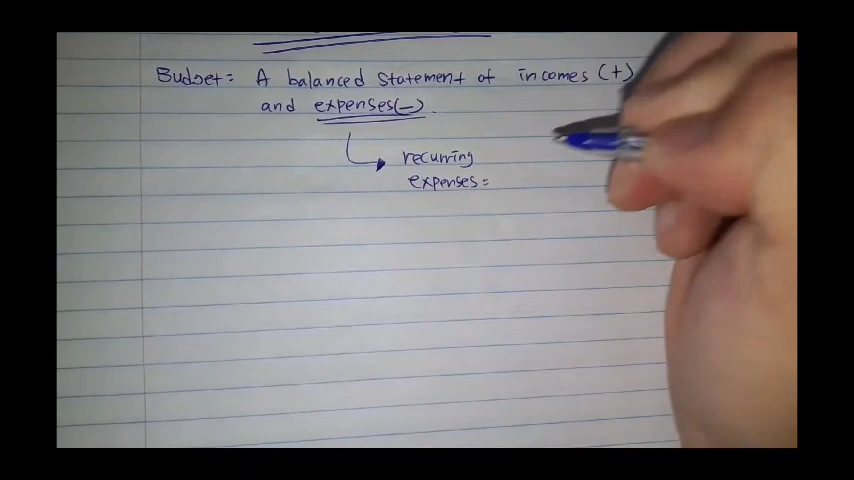 Budget= A balanced statement of incomes (+)
and expenses(-).
recurring
expenses=